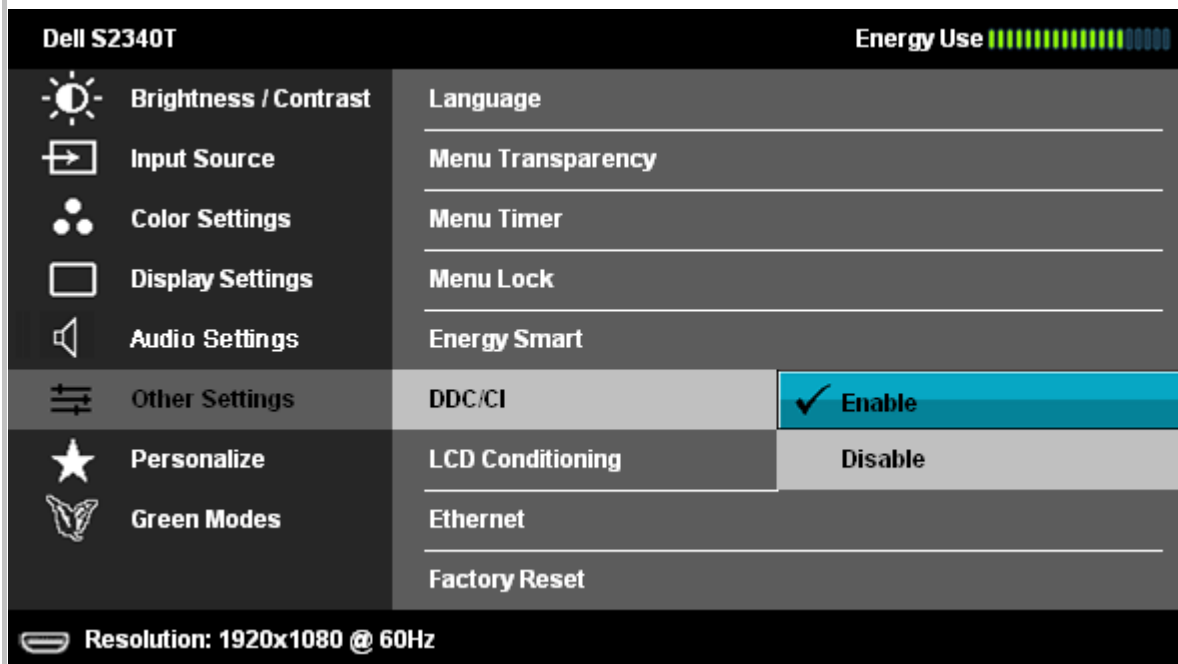 Dell S2340T
Energy Use
Brightness / Contrast
Language
Input Source
Menu Transparency
Color Settings
Menu Timer
Display Settings
Menu Lock
Audio Settings
Energy Smart
Other Settings
DDC/CI
Enable
Personalize
LCD Conditioning
Disable
Green Modes
Ethernet
Factory Reset
Resolution: 1920x1080 @ 60Hz